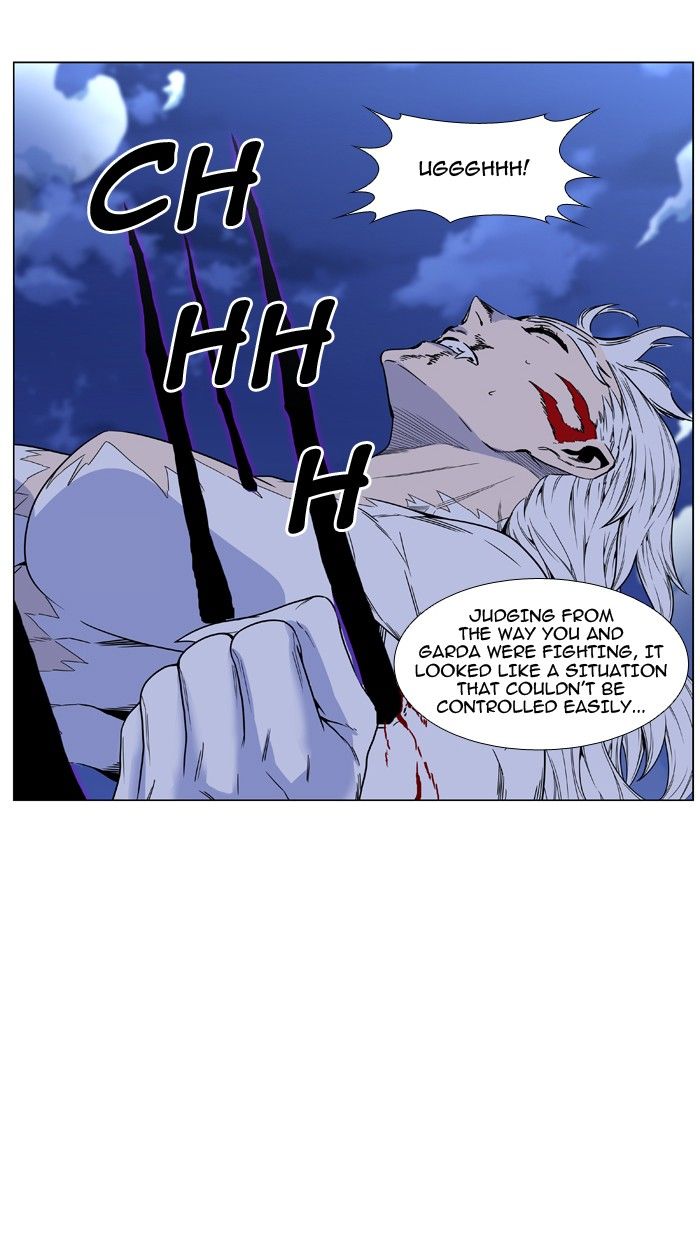 UGGGHHH!
CH
HH
H
JUDGING FROM
THE WAY YOU AND
GARDA WERE FIGHTING, IT
LOOKED LIKE A SITUATION
THAT COULDN'T BE
CONTROLLED EASILY...